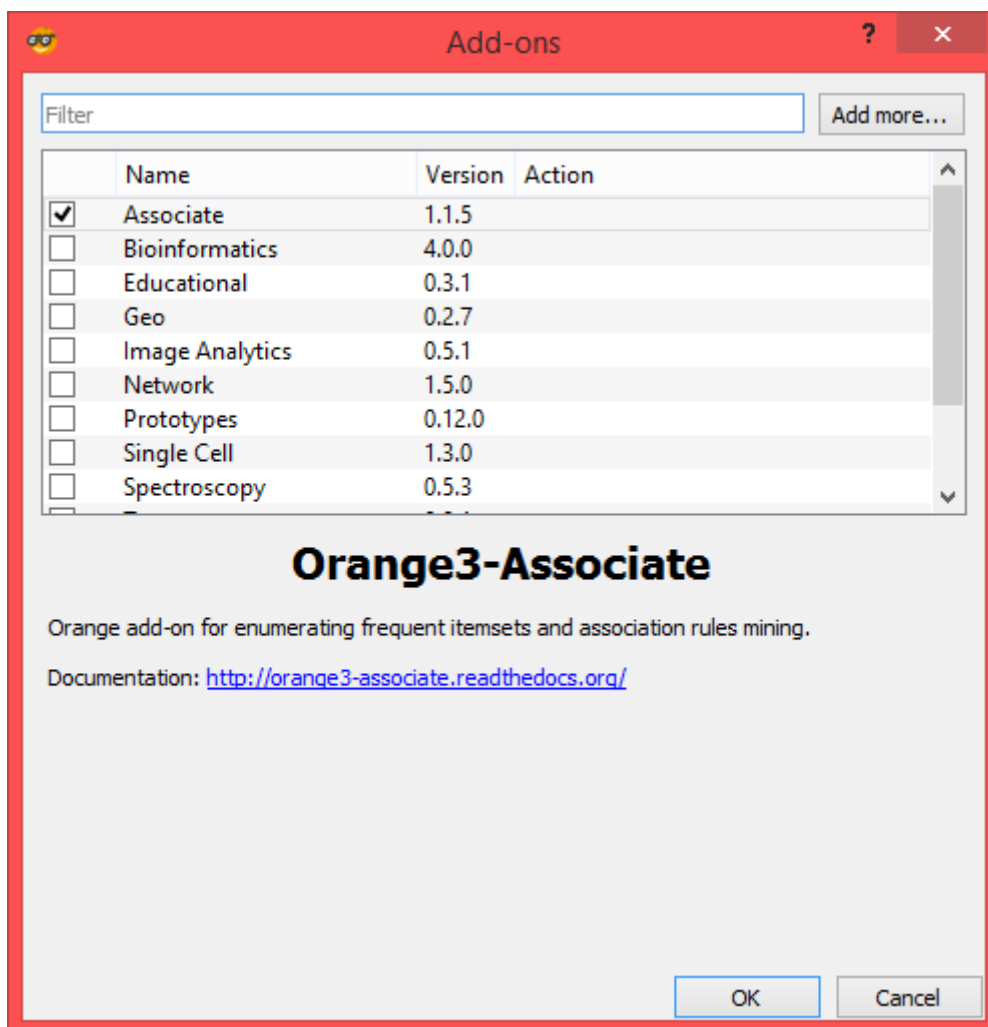 Add-ons
Filter
Add more...
Name Version Action
Associate 1.1.5
Bioinformatics 4.0.0
Educational 0.3.1
Geo 0.2.7
Image Analytics 0.5.1
Network 1.5.0
Prototypes 0.12.0
Single Cell 1.3.0
Spectroscopy 0.5.3
Orange3-Associate
Orange add-on for enumerating frequent itemsets and association rules mining.
Documentation: http://orange3-associate.readthedocs.org/
OK Cancel